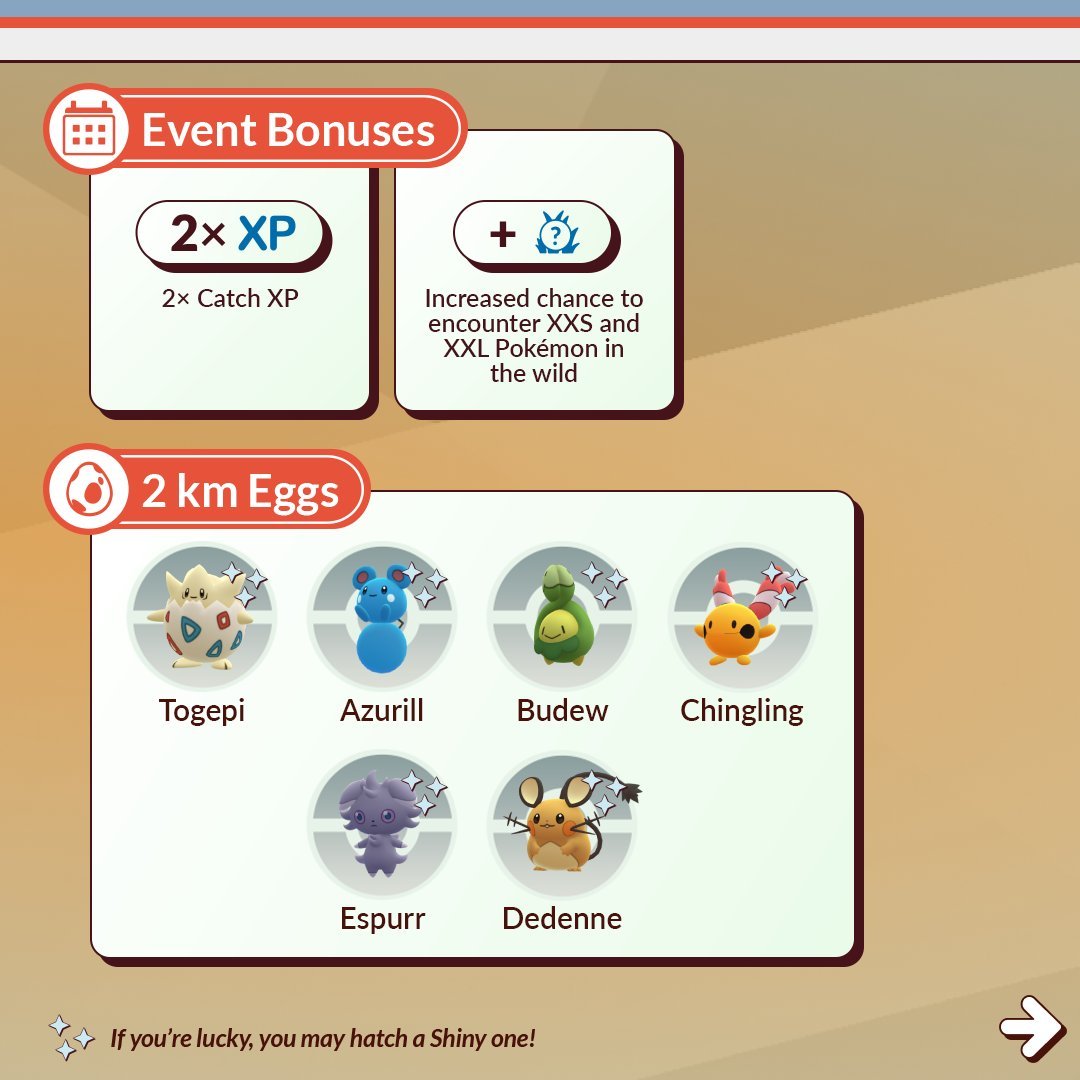 Event Bonuses
2× XP
2× Catch XP
+ ?
Increased chance to
encounter XXS and
XXL Pokémon in
the wild
2 km Eggs
Togepi
Azurill
Budew
Chingling
Espurr
Dedenne
If you're lucky, you may hatch a Shiny one!